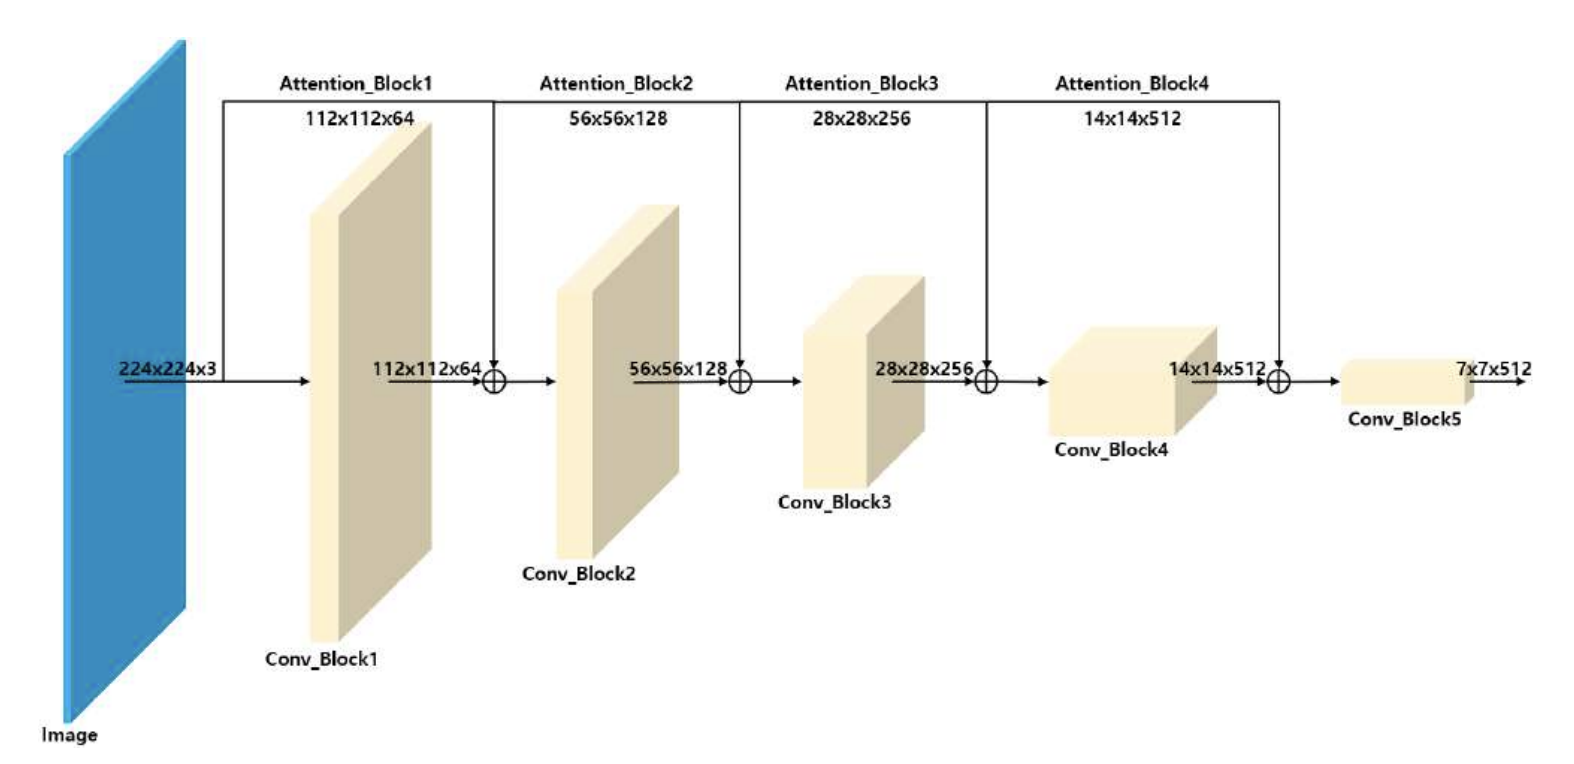 Attention_Block1
Attention_Block2
Attention_Block3
Attention_Block4
112x112x64
56x56x128
28x28x256
14x14x512
224x224x3
112x112x64
56x56x128
28x28x256
14x14x512
7x7x512
Conv_Block5
Conv_Block4
Conv_Block3
Conv_Block2
Conv_Block1
Image